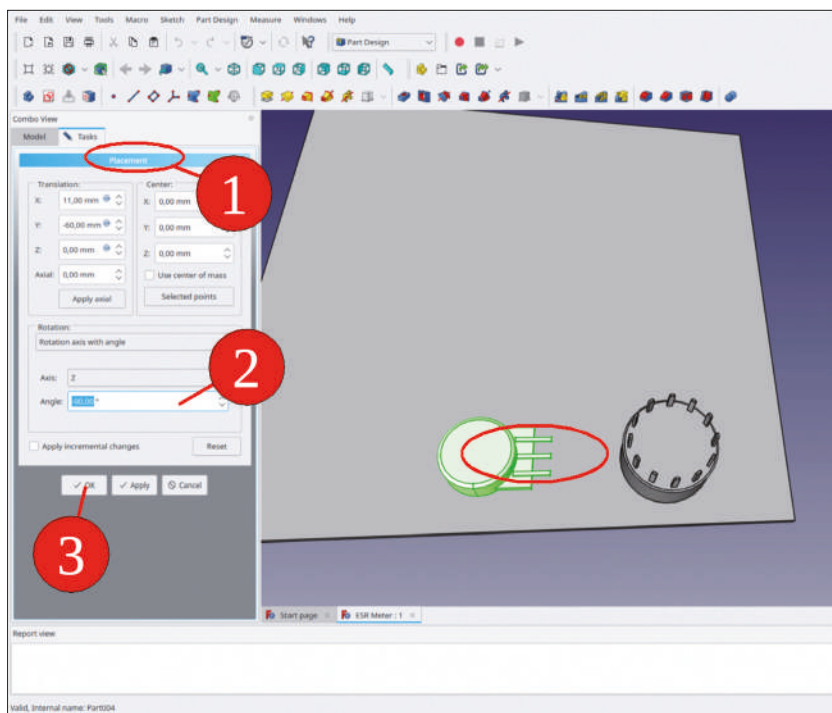 File Edit View Tools Macro Sketch Part Design Measure Windows Help
Part Design
Combo View
Model Tasks
Placement
1
Translation: Center:
X: 11,00 mm X: 0,00 mm
Y: -60,00 mm Y: 0,00 mm
Z: 0,00 mm Z: 0,00 mm
Axial: 0,00 mm Use center of mass
Apply axial Selected points
Rotation:
Rotation axis with angle
2
Axis: Z
Angle: -90,00 °
Apply incremental changes Reset
OK Apply Cancel
3
Start page ESR Meter : 1
Report view
Valid, Internal name: Part004